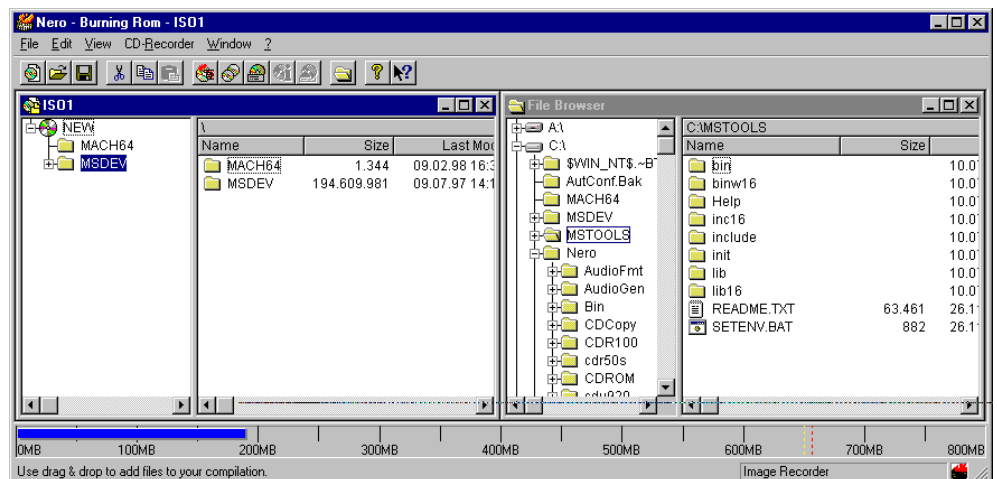 Nero - Burning Rom - ISO1
File Edit View CD-Recorder Window ?
ISO1
NEW
MACH64
MSDEV
\
Name Size Last Mo
MACH64 1.344 09.02.98 16:3
MSDEV 194.609.981 09.07.97 14:1
File Browser
A:\
C:\
$WIN_NT$.~B
AutConf.Bak
MACH64
MSDEV
MSTOOLS
Nero
AudioFmt
AudioGen
Bin
CDCopy
CDR100
cdr50s
CDROM
cdu920
C:\MSTOOLS
Name Size
bin 10.0
binw16 10.0
Help 10.0
inc16 10.0
include 10.0
init 10.0
lib 10.0
lib16 10.0
README.TXT 63.461 26.1
SETENV.BAT 882 26.1
0MB 100MB 200MB 300MB 400MB 500MB 600MB 700MB 800MB
Use drag & drop to add files to your compilation. Image Recorder